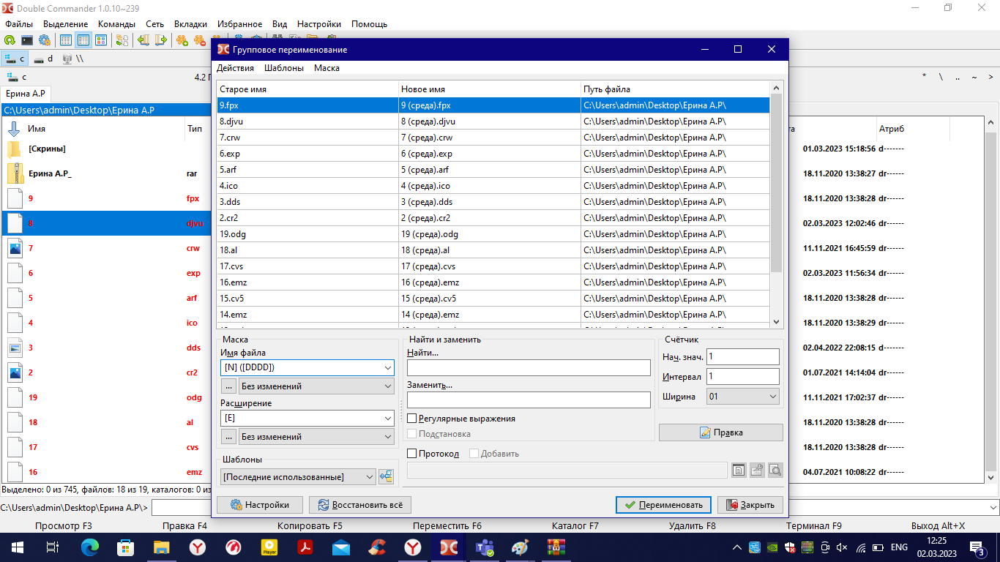 Double Commander 1.0.10~239
Файлы Выделение Команды Сеть Вкладки Избранное Вид Настройки Помощь
c d \\
c 4.2 * \ .. ~ >
Ерина А.Р
C:\Users\admin\Desktop\Ерина А.Р
Имя Тип Атриб
[Скрины] 01.03.2023 15:18:56 d-------
Ерина А.Р_ rar 18.11.2020 13:38:27 dr------
9 fpx 18.11.2020 13:38:28 dr------
8 djvu 02.03.2023 12:02:46 dr------
7 crw 11.11.2021 16:45:59 dr------
6 exp 02.03.2023 11:56:34 dr------
5 arf 18.11.2020 13:38:28 dr------
4 ico 18.11.2020 13:38:29 dr------
3 dds 02.04.2022 22:08:15 d-------
2 cr2 01.07.2021 14:14:04 dr------
19 odg 11.11.2021 17:02:37 dr------
18 al 18.11.2020 13:38:28 dr------
17 cvs 18.11.2020 13:38:28 dr------
16 emz 04.07.2021 10:08:22 dr------
Групповое переименование
Действия Шаблоны Маска
Старое имя Новое имя Путь файла
9.fpx 9 (среда).fpx C:\Users\admin\Desktop\Ерина А.Р\
8.djvu 8 (среда).djvu C:\Users\admin\Desktop\Ерина А.Р\
7.crw 7 (среда).crw C:\Users\admin\Desktop\Ерина А.Р\
6.exp 6 (среда).exp C:\Users\admin\Desktop\Ерина А.Р\
5.arf 5 (среда).arf C:\Users\admin\Desktop\Ерина А.Р\
4.ico 4 (среда).ico C:\Users\admin\Desktop\Ерина А.Р\
3.dds 3 (среда).dds C:\Users\admin\Desktop\Ерина А.Р\
2.cr2 2 (среда).cr2 C:\Users\admin\Desktop\Ерина А.Р\
19.odg 19 (среда).odg C:\Users\admin\Desktop\Ерина А.Р\
18.al 18 (среда).al C:\Users\admin\Desktop\Ерина А.Р\
17.cvs 17 (среда).cvs C:\Users\admin\Desktop\Ерина А.Р\
16.emz 16 (среда).emz C:\Users\admin\Desktop\Ерина А.Р\
15.cv5 15 (среда).cv5 C:\Users\admin\Desktop\Ерина А.Р\
14.emz 14 (среда).emz C:\Users\admin\Desktop\Ерина А.Р\
Маска
Имя файла
[N] ([DDDD])
... Без изменений
Расширение
[E]
... Без изменений
Шаблоны
[Последние использованные]
Найти и заменить
Найти...
Заменить...
Регулярные выражения
Подстановка
Протокол Добавить
Счётчик
Нач. знач. 1
Интервал 1
Ширина 01
Правка
Настройки Восстановить всё Переименовать Закрыть
Выделено: 0 из 745, файлов: 18 из 19, каталогов: 0 из
C:\Users\admin\Desktop\Ерина А.Р\>
Просмотр F3 Правка F4 Копировать F5 Переместить F6 Каталог F7 Удалить F8 Терминал F9 Выход Alt+X
Player
ENG
12:25
02.03.2023
3